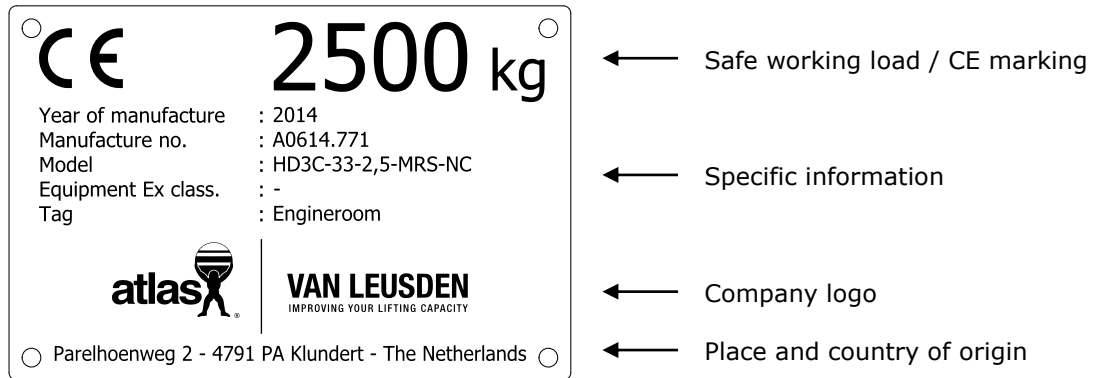 CE 2500 kg
Safe working load / CE marking
Year of manufacture : 2014
Manufacture no. : A0614.771
Model : HD3C-33-2,5-MRS-NC
Equipment Ex class. : -
Tag : Engineroom
Specific information
atlas®
VAN LEUSDEN
IMPROVING YOUR LIFTING CAPACITY
Company logo
Parelhoenweg 2 - 4791 PA Klundert - The Netherlands
Place and country of origin